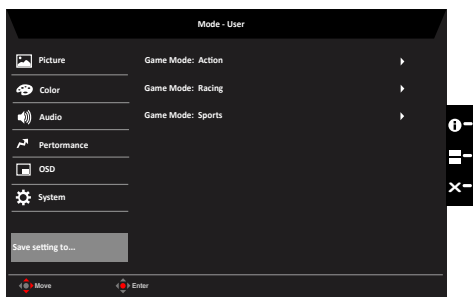 Mode - User
Picture
Game Mode: Action
Color
Game Mode: Racing
Audio
Game Mode: Sports
Pertormance
OSD
System
Save setting to...
Move
Enter